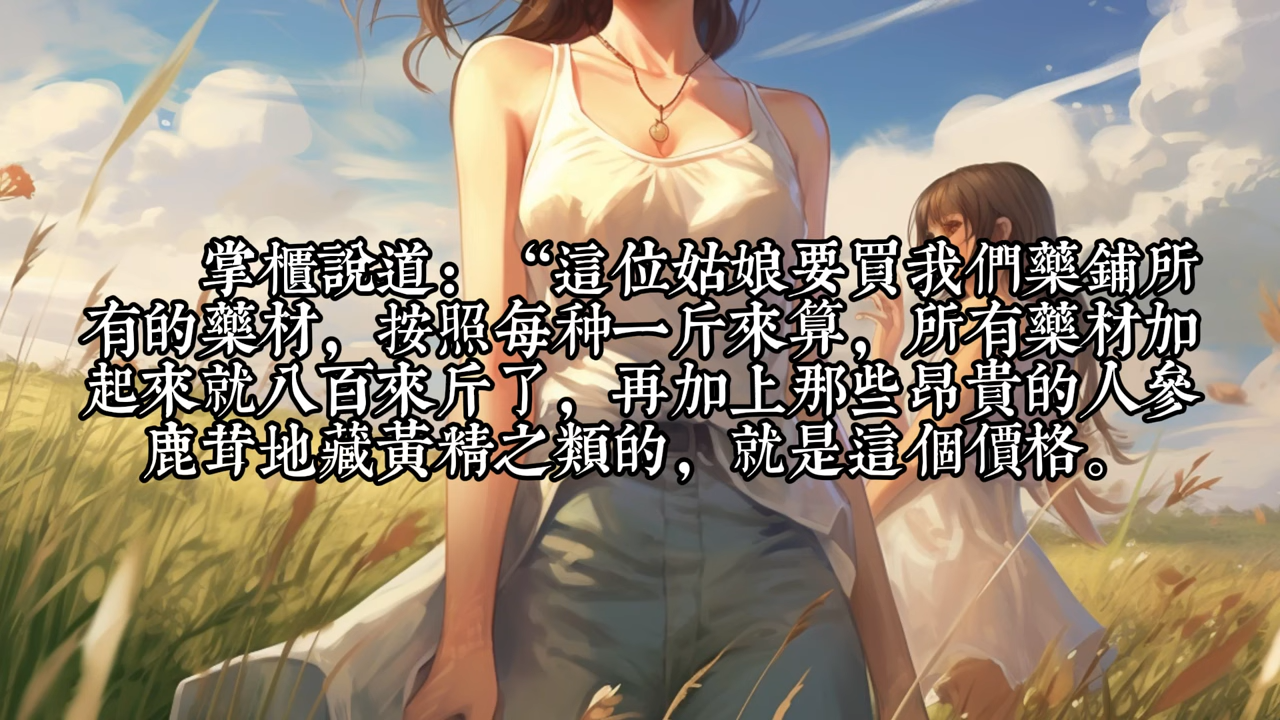 掌櫃說道：“這位姑娘要買我們藥鋪所
有的藥材，按照每种一斤來算，所有藥材加
起來就八百來斤了，再加上那些昂貴的人參
鹿茸地藏黃精之類的，就是這個價格。